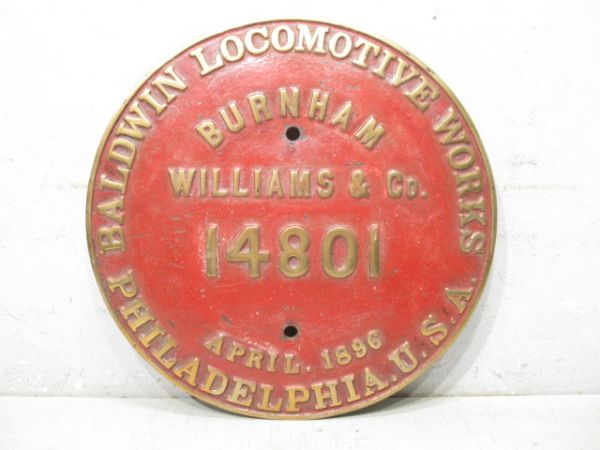 BALDWIN LOCOMOTIVE WORKS
BURNHAM
WILLIAMS & Co.
14801
APRIL. 1896
PHILADELPHIA, U.S.A.